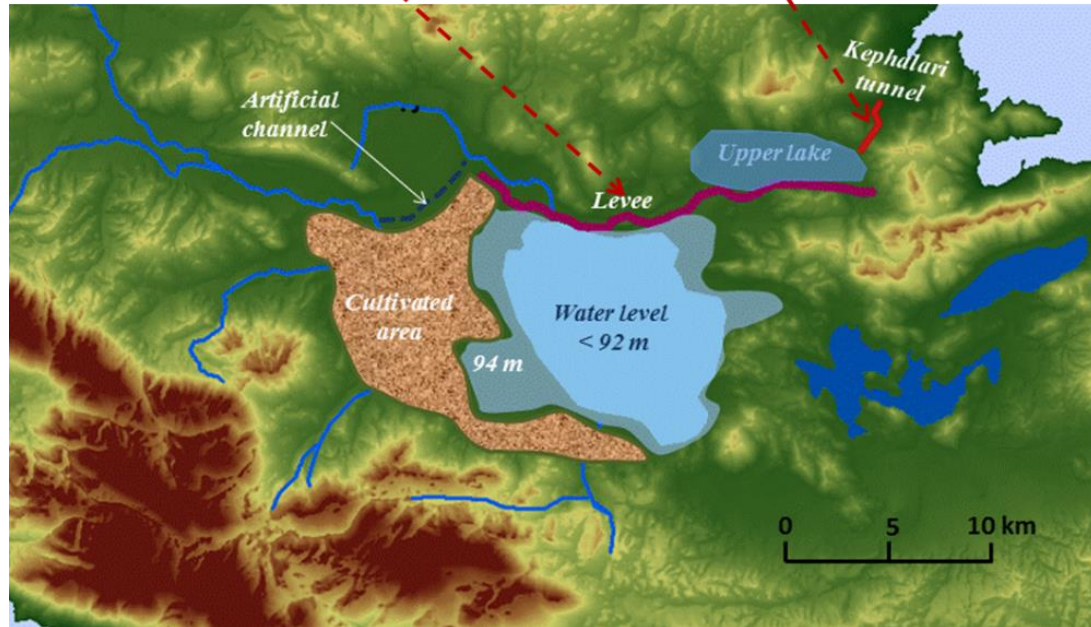 Kephalari
tunnel
Artificial
channel
Upper lake
Levee
Cultivated
area
Water level
< 92 m
94 m
0 5 10 km